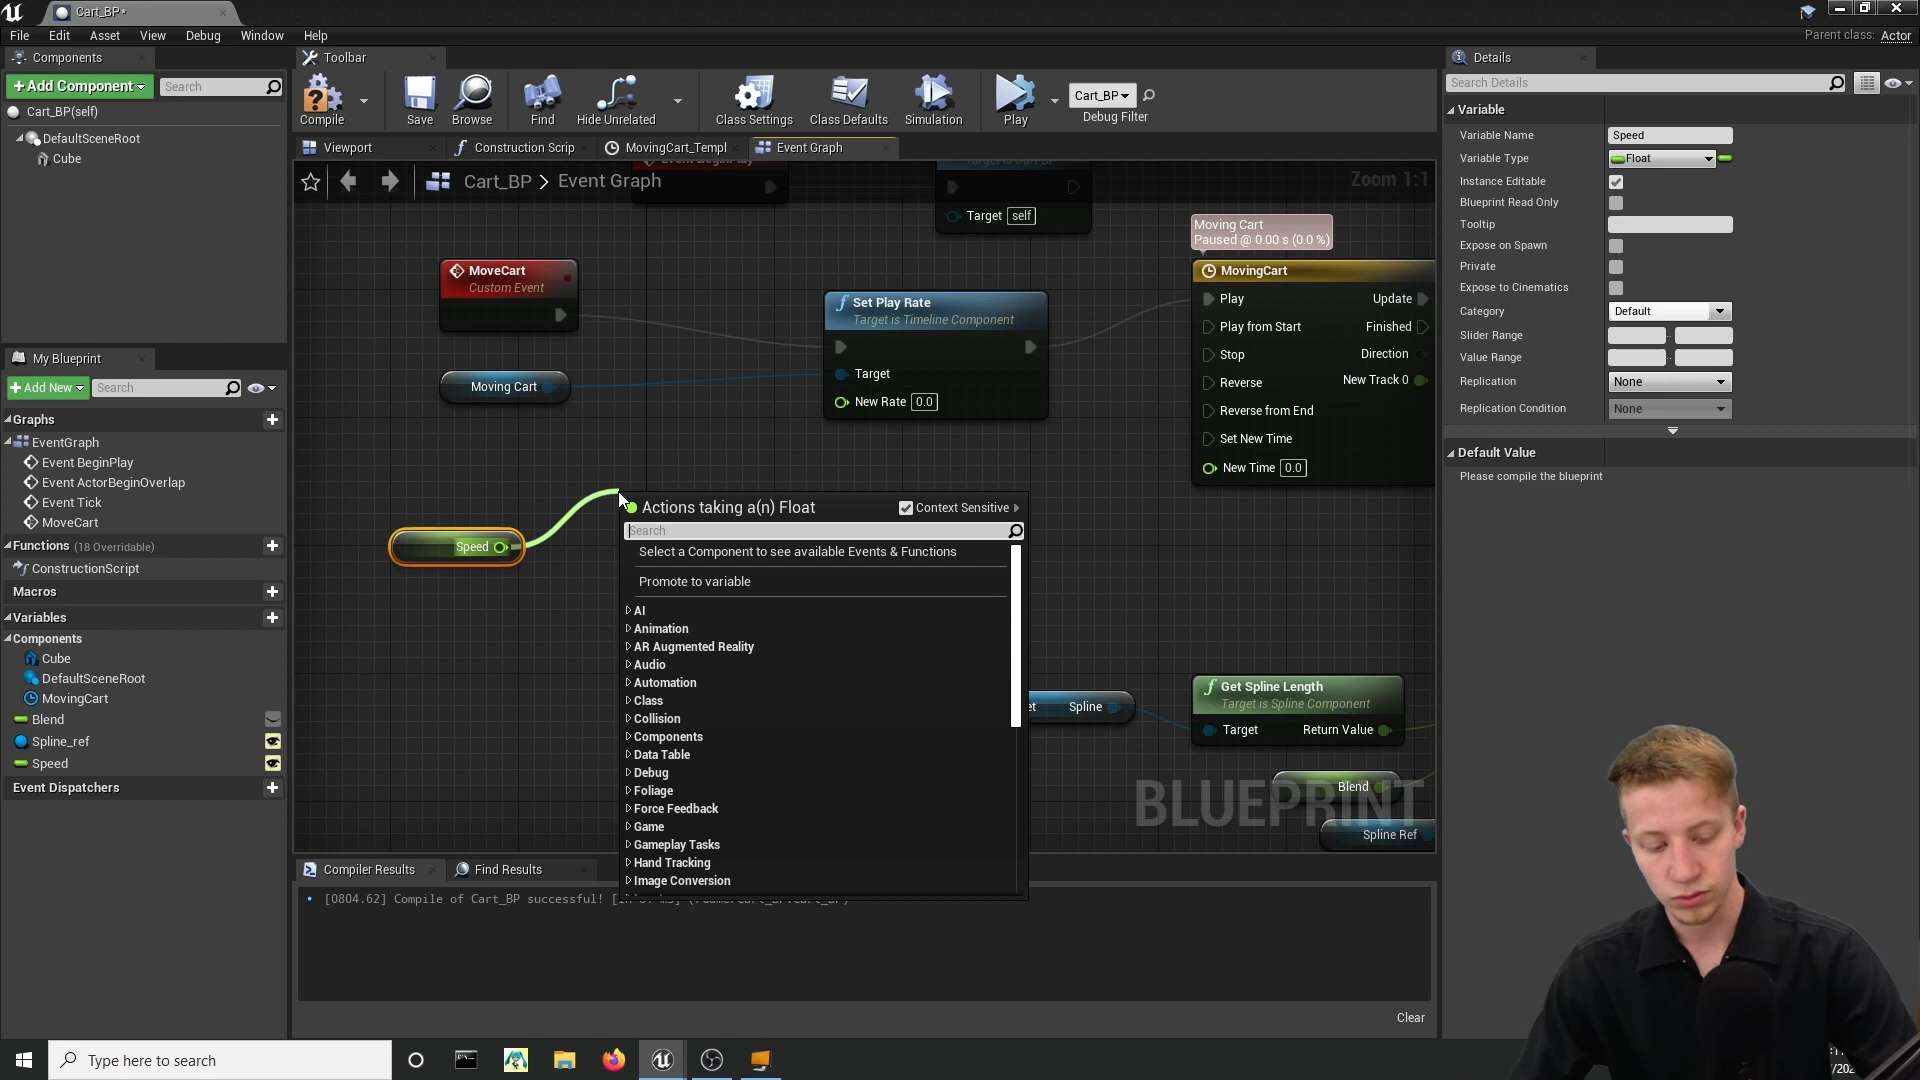 Cart_BP*
File Edit Asset View Debug Window Help
Parent class: Actor
Components
+ Add Component
Search
Cart_BP(self)
DefaultSceneRoot
Cube
My Blueprint
+ Add New
Search
Graphs
EventGraph
Event BeginPlay
Event ActorBeginOverlap
Event Tick
MoveCart
Functions (18 Overridable)
ConstructionScript
Macros
Variables
Components
Cube
DefaultSceneRoot
MovingCart
Blend
Spline_ref
Speed
Event Dispatchers
Toolbar
Compile
Save
Browse
Find
Hide Unrelated
Class Settings
Class Defaults
Simulation
Play
Cart_BP
Debug Filter
Viewport
Construction Scrip
MovingCart_Templ
Event Graph
Cart_BP > Event Graph
Zoom 1:1
Target self
MoveCart
Custom Event
Moving Cart
Set Play Rate
Target is Timeline Component
Target
New Rate 0.0
Moving Cart
Paused @ 0.00 s (0.0 %)
MovingCart
Play Update
Play from Start Finished
Stop Direction
Reverse New Track 0
Reverse from End
Set New Time
New Time 0.0
Speed
Actions taking a(n) Float
Context Sensitive
Search
Select a Component to see available Events & Functions
Promote to variable
AI
Animation
AR Augmented Reality
Audio
Automation
Class
Collision
Components
Data Table
Debug
Foliage
Force Feedback
Game
Gameplay Tasks
Hand Tracking
Image Conversion
Spline
Get Spline Length
Target is Spline Component
Target Return Value
Blend
Spline Ref
BLUEPRINT
Compiler Results
Find Results
[0804.62] Compile of Cart_BP successful!
Clear
Details
Search Details
Variable
Variable Name Speed
Variable Type Float
Instance Editable
Blueprint Read Only
Tooltip
Expose on Spawn
Private
Expose to Cinematics
Category Default
Slider Range
Value Range
Replication None
Replication Condition None
Default Value
Please compile the blueprint
Type here to search